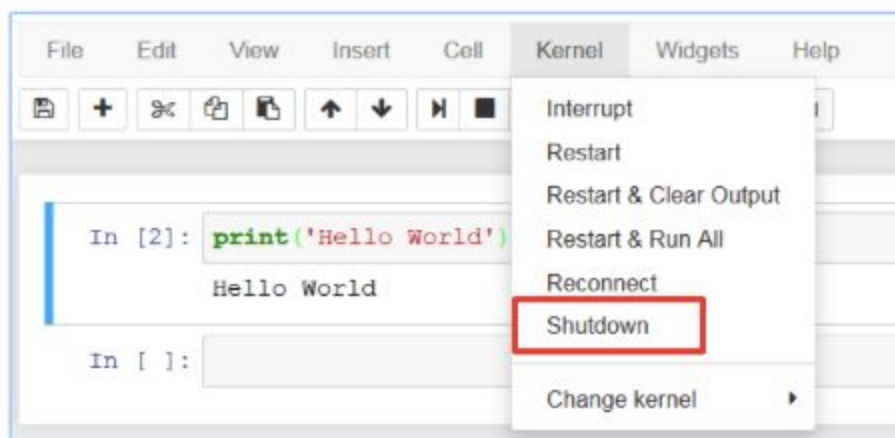 File Edit View Insert Cell Kernel Widgets Help
Interrupt
Restart
Restart & Clear Output
In [2]: print('Hello World')
Restart & Run All
Hello World
Reconnect
Shutdown
In [ ]:
Change kernel